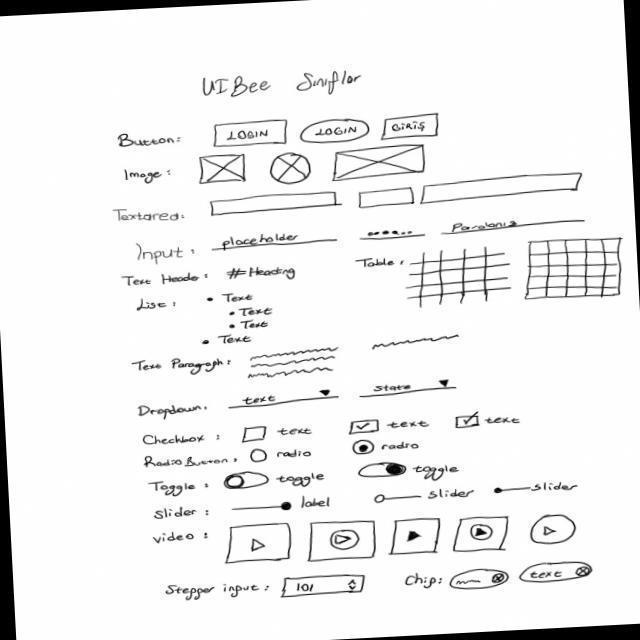 UIBee Sınıflar
Button: LOGIN LOGIN GİRİŞ
Image:
Textarea:
Input: placeholder •••••• Parolanız
Text Header: # Heading Table:
List: • Text
• Text
• Text
• Text
Text Paragraph:
Dropdown: text state
Checkbox: text text text
Radio Button: radio radio
Toggle: toggle toggle
Slider: label slider slider
video:
Stepper input: 101 Chip: text